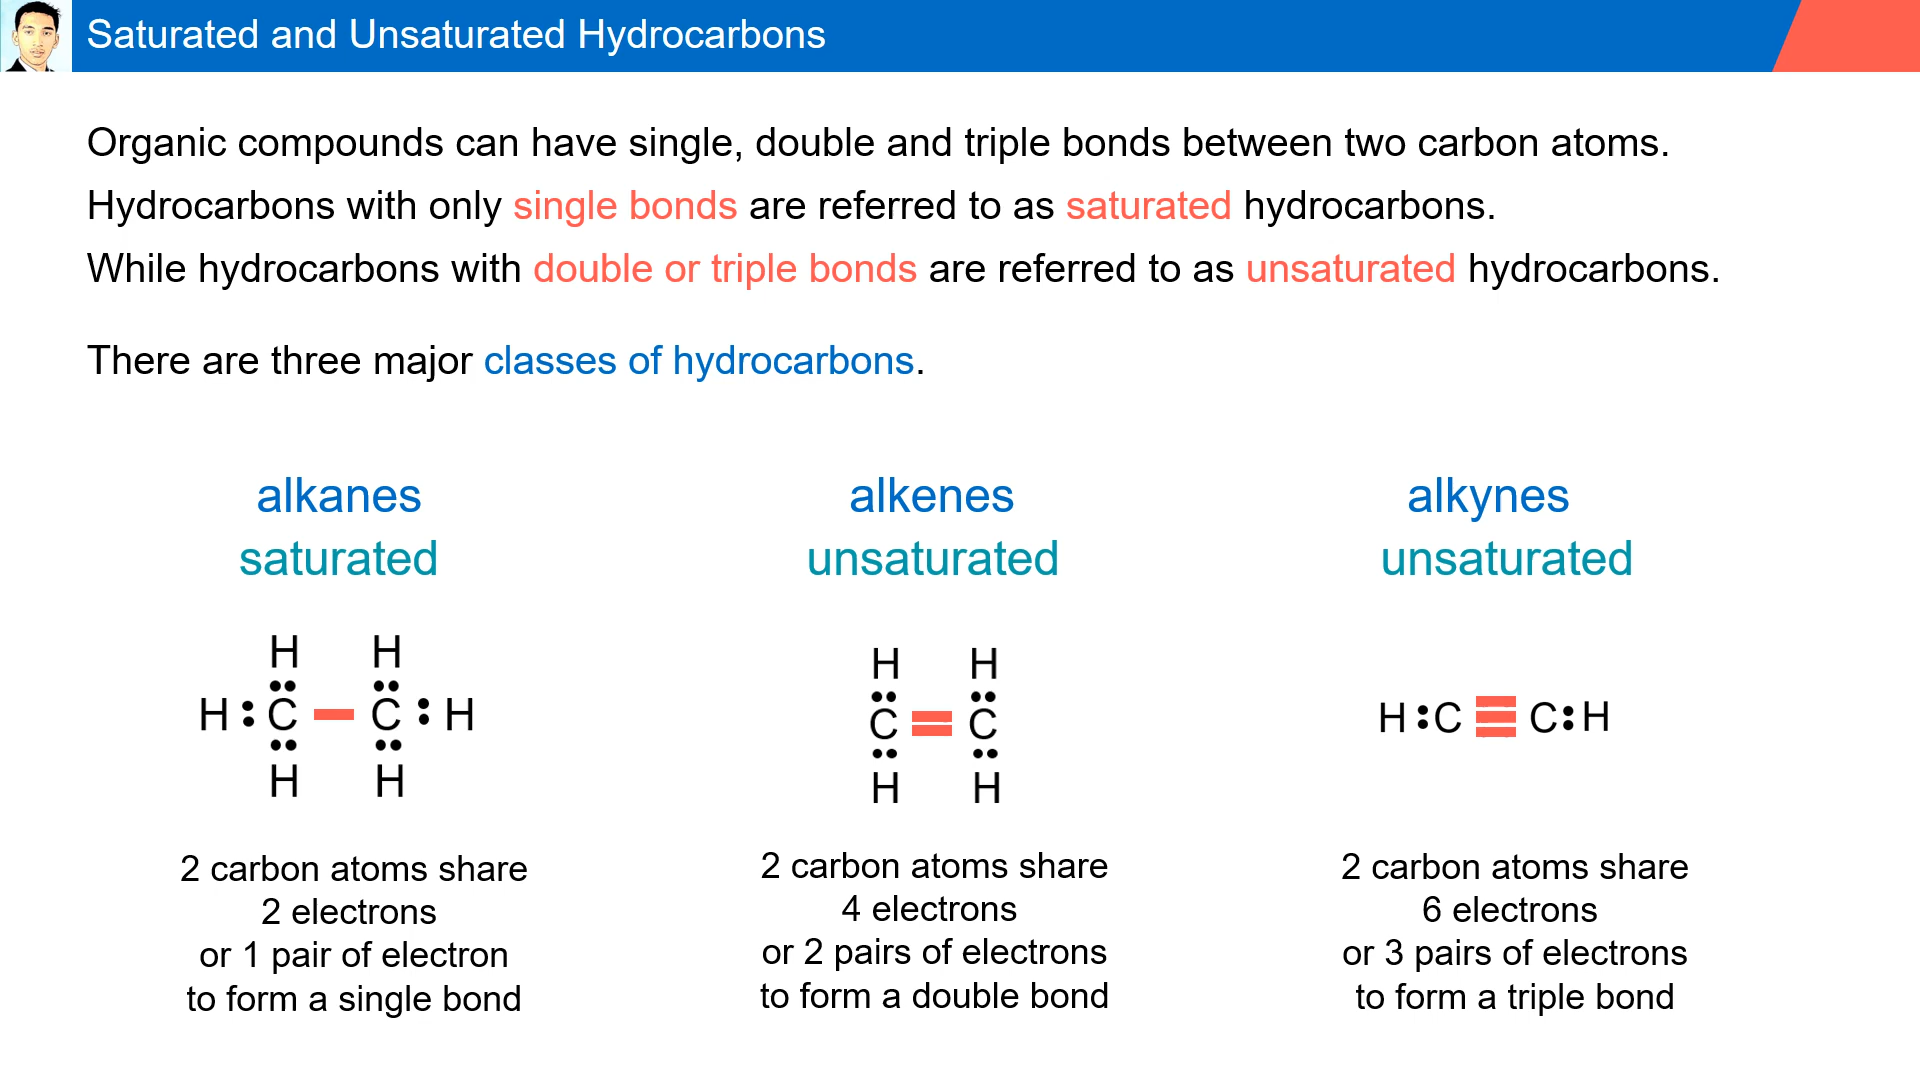 Saturated and Unsaturated Hydrocarbons
Organic compounds can have single, double and triple bonds between two carbon atoms.
Hydrocarbons with only single bonds are referred to as saturated hydrocarbons.
While hydrocarbons with double or triple bonds are referred to as unsaturated hydrocarbons.
There are three major classes of hydrocarbons.
alkanes
saturated
H H
H : C — C : H
H H
2 carbon atoms share
2 electrons
or 1 pair of electron
to form a single bond
alkenes
unsaturated
H H
C = C
H H
2 carbon atoms share
4 electrons
or 2 pairs of electrons
to form a double bond
alkynes
unsaturated
H : C ≡ C : H
2 carbon atoms share
6 electrons
or 3 pairs of electrons
to form a triple bond